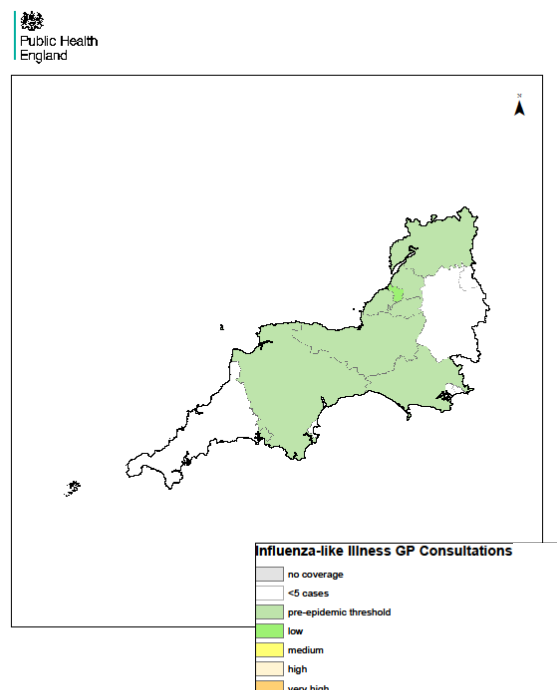 Public Health
England
N
Influenza-like Illness GP Consultations
no coverage
<5 cases
pre-epidemic threshold
low
medium
high
very high